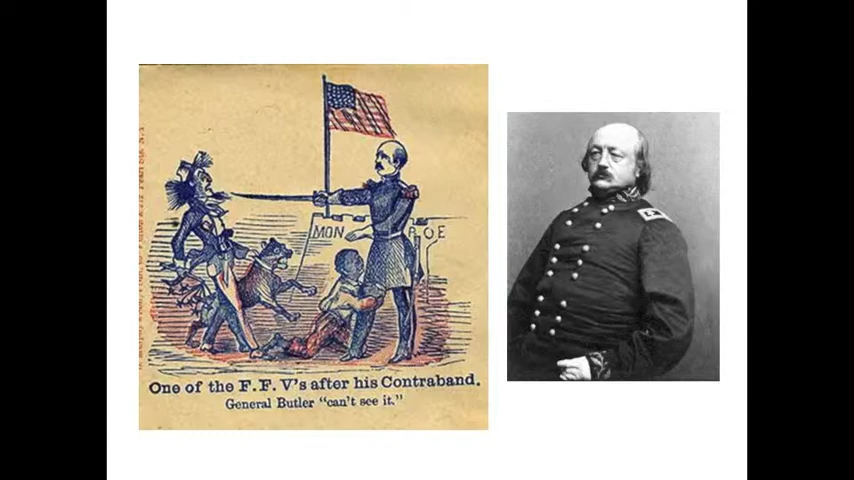 MON ROE
One of the F. F. V's after his Contraband.
General Butler "can't see it."